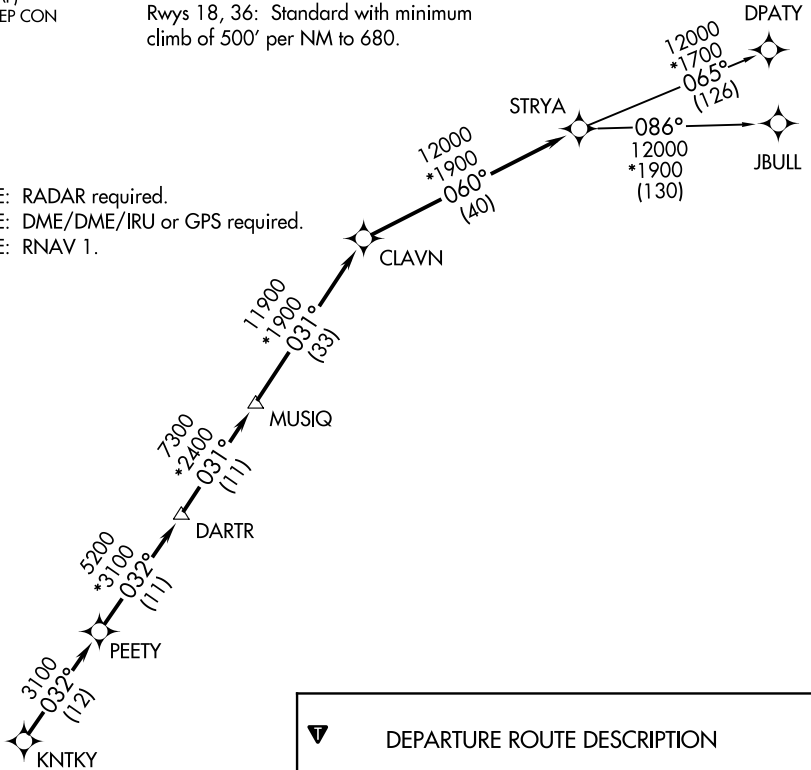 EP CON
Rwys 18, 36: Standard with minimum
climb of 500' per NM to 680.
DPATY
12000
*1700
065°
(126)
STRYA
086°
12000
*1900
(130)
JBULL
12000
*1900
060°
(40)
E: RADAR required.
E: DME/DME/IRU or GPS required.
E: RNAV 1.
CLAVN
11900
*1900
031°
(33)
MUSIQ
7300
*2400
031°
(11)
DARTR
5200
*3100
032°
(11)
PEETY
3100
032°
(12)
KNTKY
T DEPARTURE ROUTE DESCRIPTION